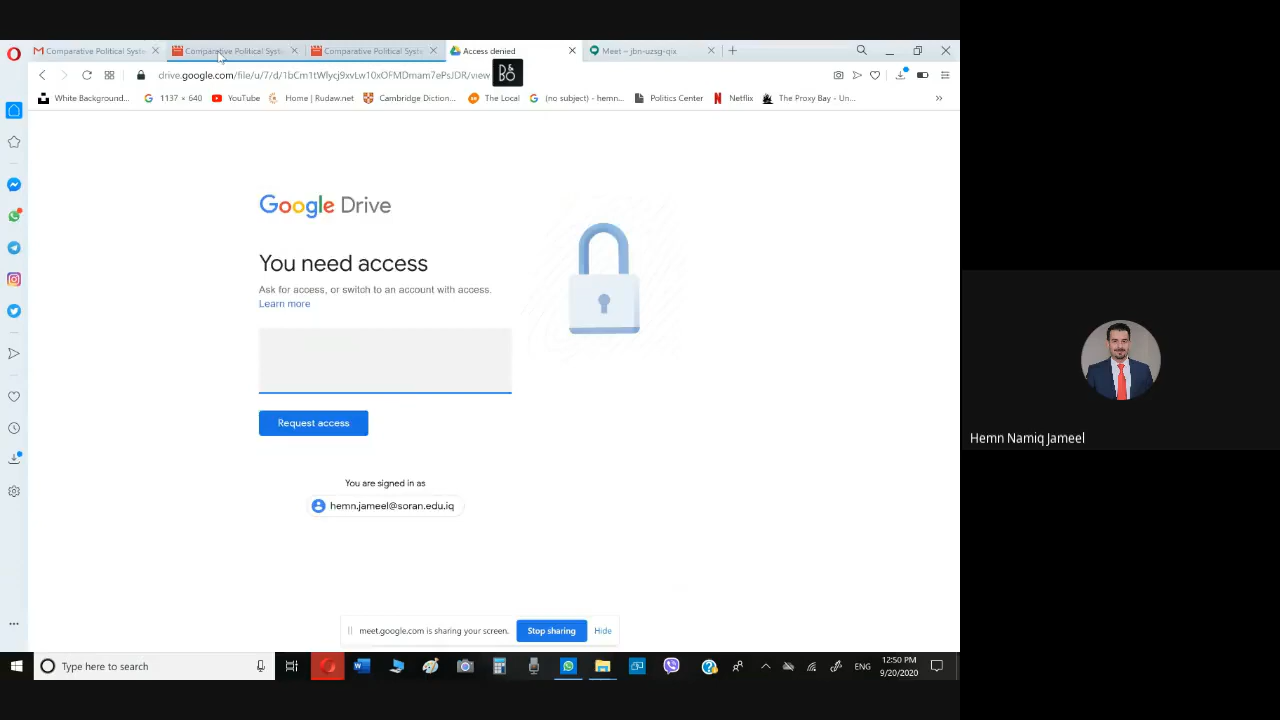 Comparative Political Syst
Comparative Political Syst
Comparative Political Syst
Access denied
Meet – jbn-uzsg-qix
drive.google.com/file/u/7/d/1bCm1tWlycj9xvLw10xOFMDmam7ePsJDR/view
BO
White Background...
1137 × 640
YouTube
Home | Rudaw.net
Cambridge Diction...
The Local
(no subject) - hemn...
Politics Center
Netflix
The Proxy Bay - Un...
Google Drive
You need access
Ask for access, or switch to an account with access.
Learn more
Request access
You are signed in as
hemn.jameel@soran.edu.iq
Hemn Namiq Jameel
meet.google.com is sharing your screen.
Stop sharing
Hide
Type here to search
ENG
12:50 PM
9/20/2020